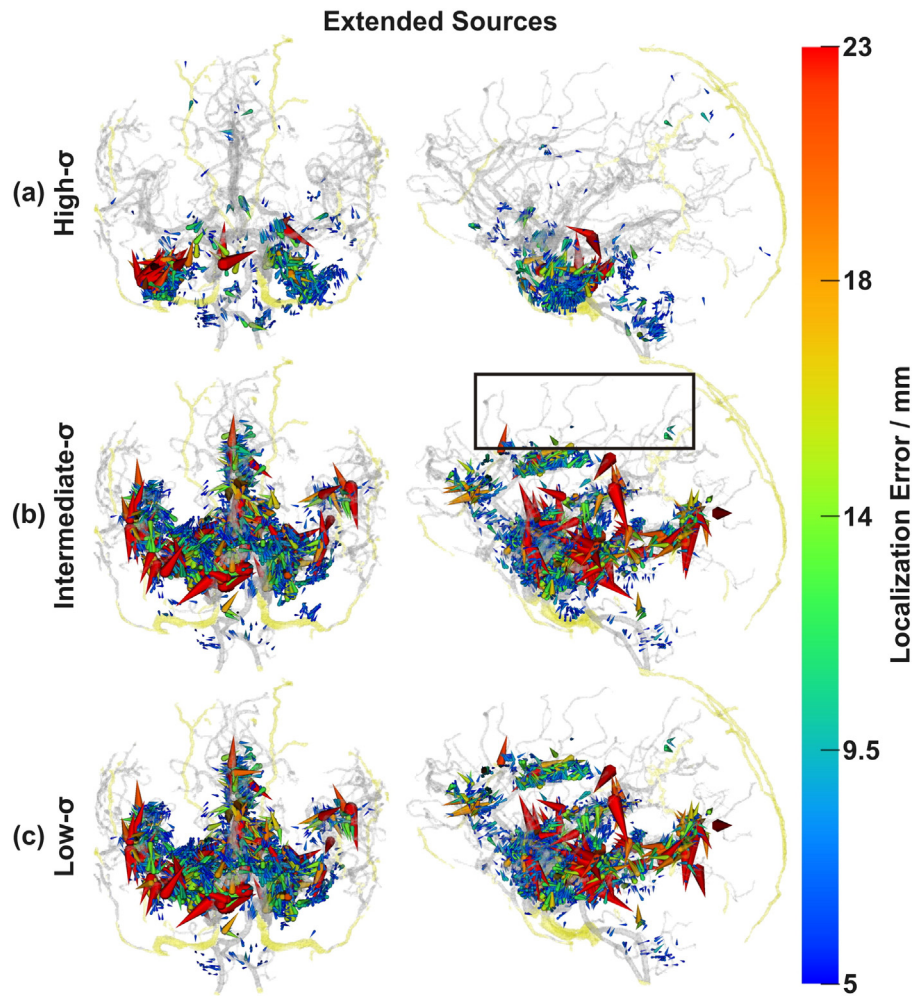 Extended Sources
(a) High-σ
(b) Intermediate-σ
(c) Low-σ
23
18
14
9.5
5
Localization Error / mm